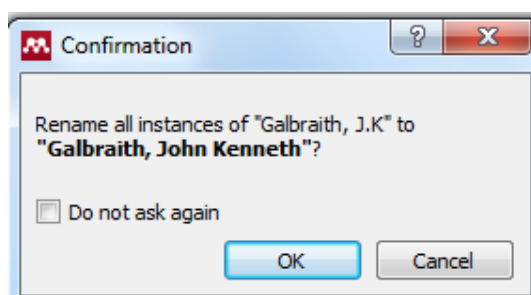 Confirmation
Rename all instances of "Galbraith, J.K" to
"Galbraith, John Kenneth"?
Do not ask again
OK
Cancel